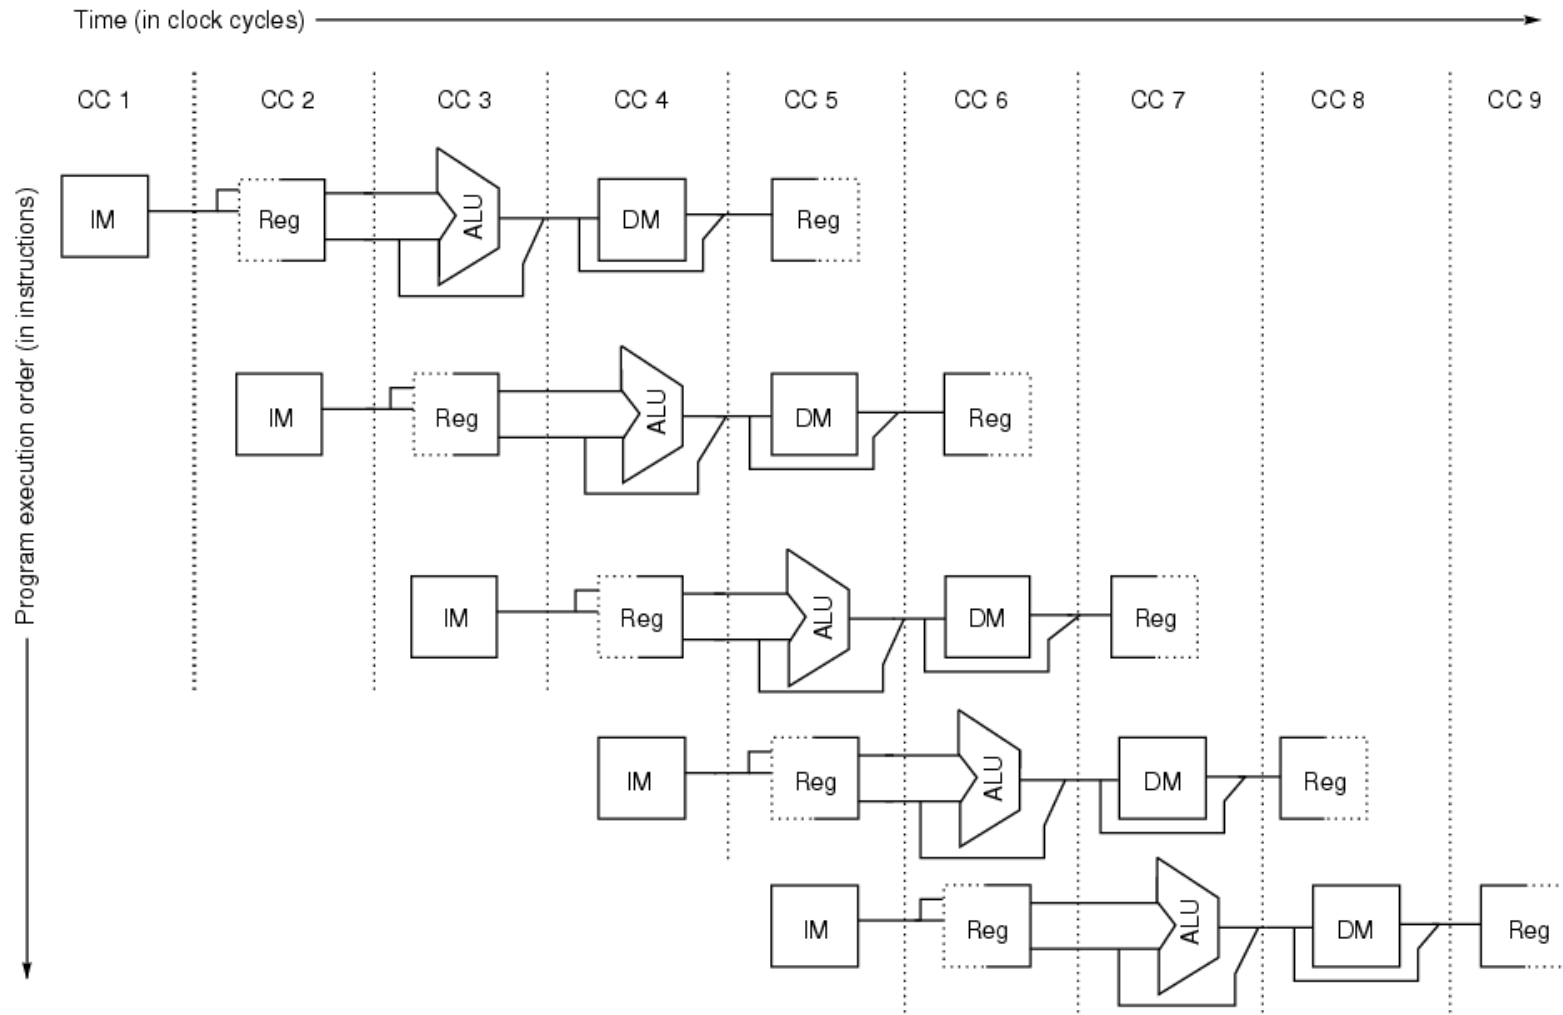 Time (in clock cycles)
CC 1 CC 2 CC 3 CC 4 CC 5 CC 6 CC 7 CC 8 CC 9
Program execution order (in instructions)
IM Reg ALU DM Reg
IM Reg ALU DM Reg
IM Reg ALU DM Reg
IM Reg ALU DM Reg
IM Reg ALU DM Reg